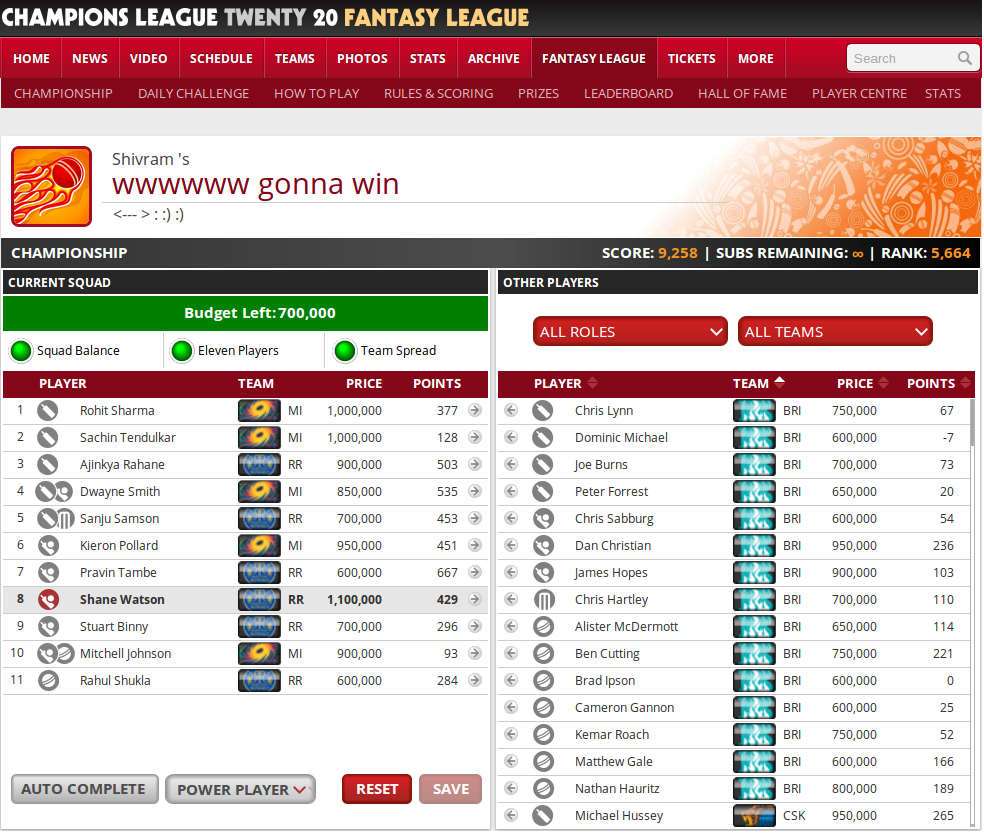 CHAMPIONS LEAGUE TWENTY 20 FANTASY LEAGUE
HOME NEWS VIDEO SCHEDULE TEAMS PHOTOS STATS ARCHIVE FANTASY LEAGUE TICKETS MORE Search
CHAMPIONSHIP DAILY CHALLENGE HOW TO PLAY RULES & SCORING PRIZES LEADERBOARD HALL OF FAME PLAYER CENTRE STATS
Shivram 's
wwwwww gonna win
<--- > : :) :)
CHAMPIONSHIP SCORE: 9,258 | SUBS REMAINING: ∞ | RANK: 5,664
CURRENT SQUAD
Budget Left: 700,000
Squad Balance Eleven Players Team Spread
PLAYER TEAM PRICE POINTS
1 Rohit Sharma MI 1,000,000 377
2 Sachin Tendulkar MI 1,000,000 128
3 Ajinkya Rahane RR 900,000 503
4 Dwayne Smith MI 850,000 535
5 Sanju Samson RR 700,000 453
6 Kieron Pollard MI 950,000 451
7 Pravin Tambe RR 600,000 667
8 Shane Watson RR 1,100,000 429
9 Stuart Binny RR 700,000 296
10 Mitchell Johnson MI 900,000 93
11 Rahul Shukla RR 600,000 284
AUTO COMPLETE POWER PLAYER RESET SAVE
OTHER PLAYERS
ALL ROLES ALL TEAMS
PLAYER TEAM PRICE POINTS
Chris Lynn BRI 750,000 67
Dominic Michael BRI 600,000 -7
Joe Burns BRI 700,000 73
Peter Forrest BRI 650,000 20
Chris Sabburg BRI 600,000 54
Dan Christian BRI 950,000 236
James Hopes BRI 900,000 103
Chris Hartley BRI 700,000 110
Alister McDermott BRI 650,000 114
Ben Cutting BRI 750,000 221
Brad Ipson BRI 600,000 0
Cameron Gannon BRI 600,000 25
Kemar Roach BRI 750,000 52
Matthew Gale BRI 600,000 166
Nathan Hauritz BRI 800,000 189
Michael Hussey CSK 950,000 265